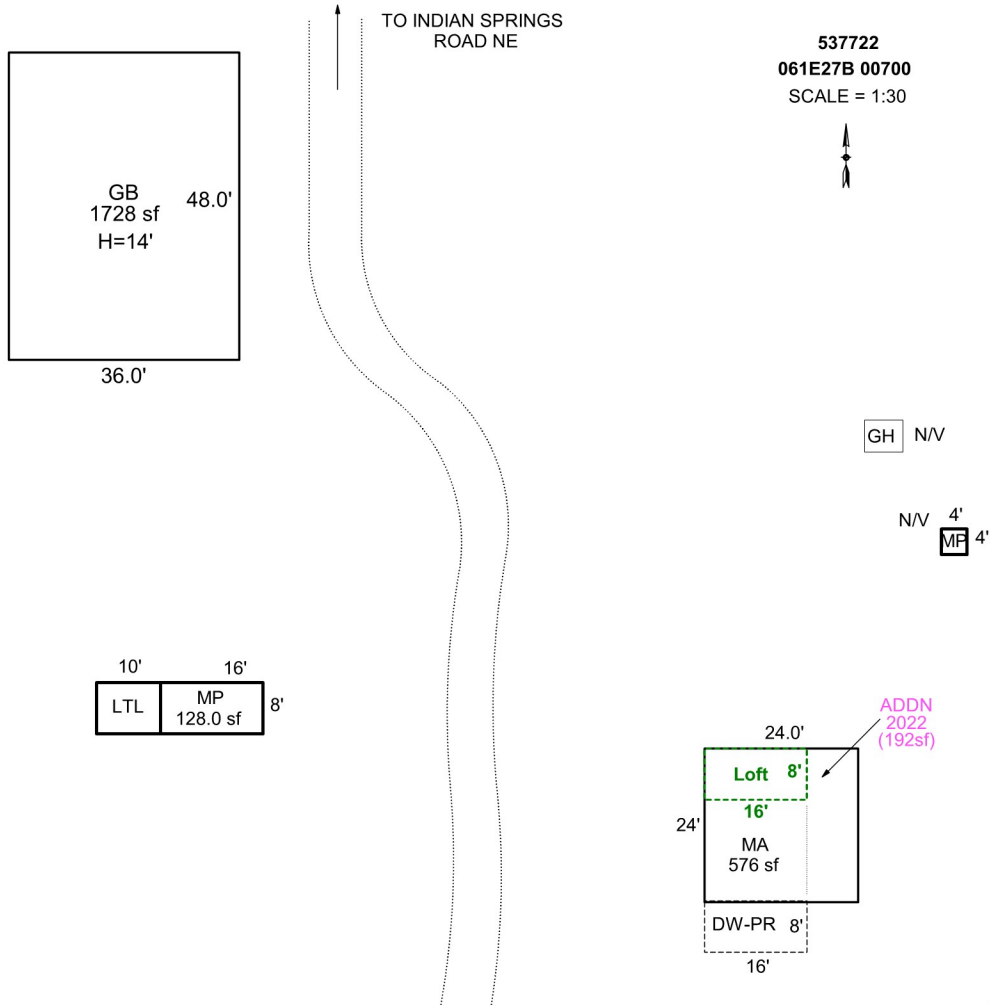 TO INDIAN SPRINGS
ROAD NE
537722
061E27B 00700
SCALE = 1:30
GB
1728 sf
H=14'
48.0'
36.0'
GH
N/V
N/V
4'
MP
4'
10'
16'
LTL
MP
128.0 sf
8'
ADDN
2022
(192sf)
24.0'
Loft
8'
16'
24'
MA
576 sf
DW-PR
8'
16'